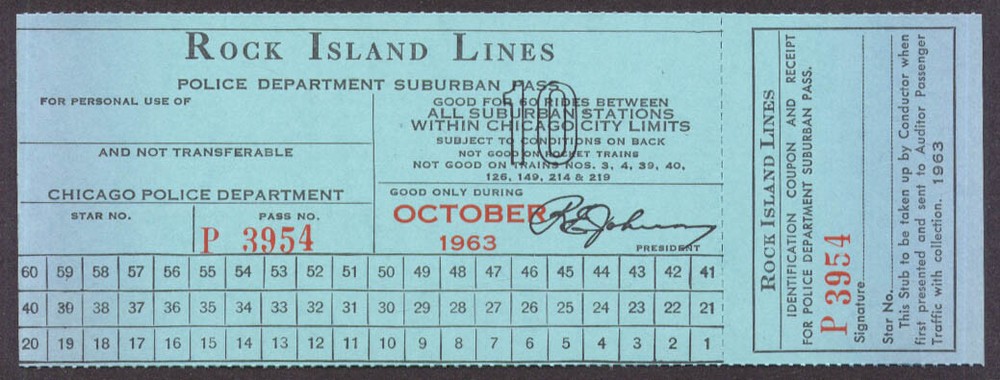 ROCK ISLAND LINES
POLICE DEPARTMENT SUBURBAN PASS
FOR PERSONAL USE OF
AND NOT TRANSFERABLE
CHICAGO POLICE DEPARTMENT
STAR NO.
PASS NO.
P 3954
10
GOOD FOR 60 RIDES BETWEEN
ALL SUBURBAN STATIONS
WITHIN CHICAGO CITY LIMITS
SUBJECT TO CONDITIONS ON BACK
NOT GOOD ON ROCKET TRAINS
NOT GOOD ON TRAINS NOS. 3, 4, 39, 40,
126, 149, 214 & 219
GOOD ONLY DURING
OCTOBER
1963
R E Johnson
PRESIDENT
60 59 58 57 56 55 54 53 52 51 50 49 48 47 46 45 44 43 42 41
40 39 38 37 36 35 34 33 32 31 30 29 28 27 26 25 24 23 22 21
20 19 18 17 16 15 14 13 12 11 10 9 8 7 6 5 4 3 2 1
ROCK ISLAND LINES
IDENTIFICATION COUPON AND RECEIPT
FOR POLICE DEPARTMENT SUBURBAN PASS.
P 3954
Signature
Star No.
This Stub to be taken up by Conductor when
first presented and sent to Auditor Passenger
Traffic with collection. 1963